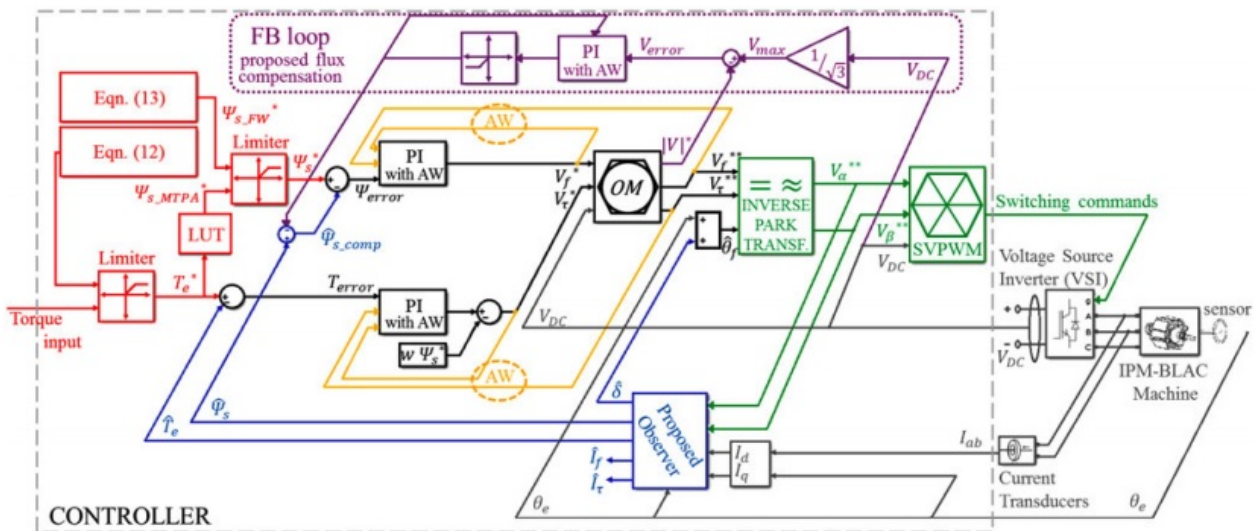 FB loop
proposed flux
compensation
PI
with AW
V_error
V_max
1/√3
V_DC
Eqn. (13)
Ψ_s_FW*
Eqn. (12)
Limiter
Ψ_s*
Ψ_s_MTPA*
LUT
Ψ_error
AW
PI
with AW
|V|*
V_f*
V_τ*
OM
V_f**
V_τ**
= ≈
INVERSE
PARK
TRANSF.
θ̂_f
V_α**
V_β**
V_DC
SVPWM
Switching commands
Ψ̂_s_comp
Limiter
T_e*
Torque
input
T_error
PI
with AW
w Ψ_s*
AW
V_DC
Voltage Source
Inverter (VSI)
+
−
V_DC
g
A
B
C
sensor
IPM-BLAC
Machine
δ̂
Ψ̂_s
T̂_e
Î_f
Î_τ
Proposed
Observer
I_d
I_q
I_ab
Current
Transducers
θ_e
θ_e
CONTROLLER